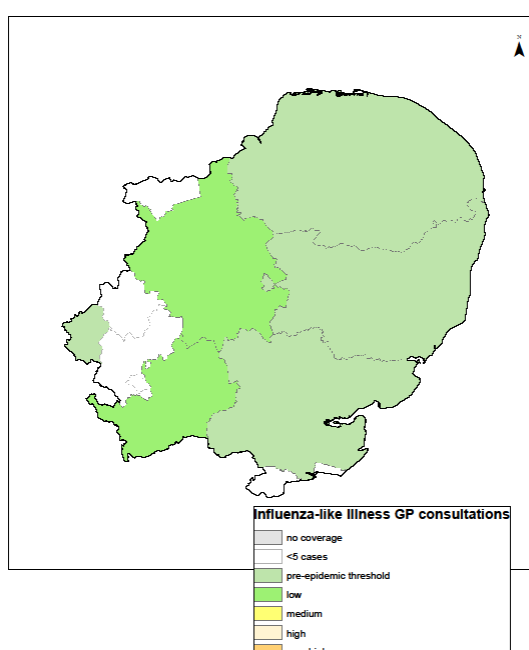 N
Influenza-like Illness GP consultations
no coverage
<5 cases
pre-epidemic threshold
low
medium
high